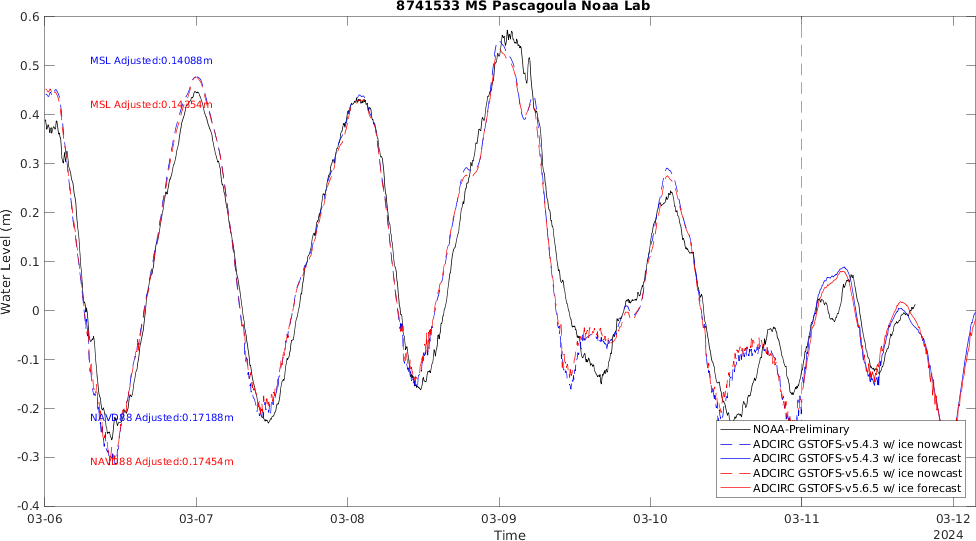 8741533 MS Pascagoula Noaa Lab
Water Level (m)
0.6
0.5
0.4
0.3
0.2
0.1
0
-0.1
-0.2
-0.3
-0.4
MSL Adjusted:0.14088m
MSL Adjusted:0.14354m
NAVD88 Adjusted:0.17188m
NAVD88 Adjusted:0.17454m
NOAA-Preliminary
ADCIRC GSTOFS-v5.4.3 w/ ice nowcast
ADCIRC GSTOFS-v5.4.3 w/ ice forecast
ADCIRC GSTOFS-v5.6.5 w/ ice nowcast
ADCIRC GSTOFS-v5.6.5 w/ ice forecast
03-06 03-07 03-08 03-09 03-10 03-11 03-12
Time
2024